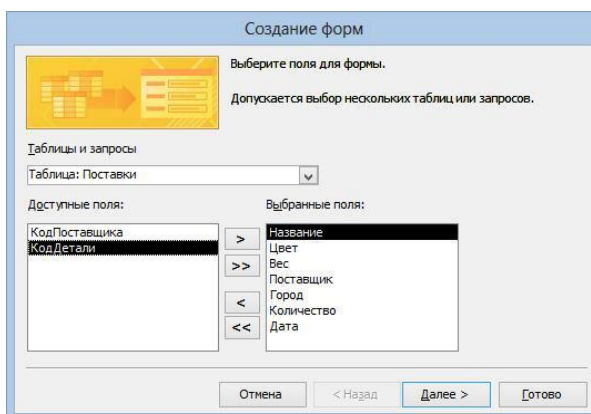 Создание форм
Выберите поля для формы.
Допускается выбор нескольких таблиц или запросов.
Таблицы и запросы
Таблица: Поставки
Доступные поля:
Выбранные поля:
КодПоставщика
КодДетали
>
>>
<
<<
Название
Цвет
Вес
Поставщик
Город
Количество
Дата
Отмена
< Назад
Далее >
Готово